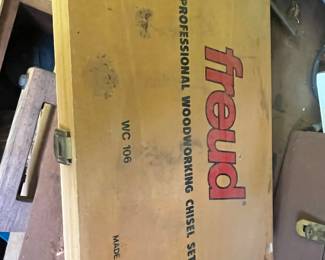 freud®
PROFESSIONAL WOODWORKING CHISEL SET
WC 106
MADE